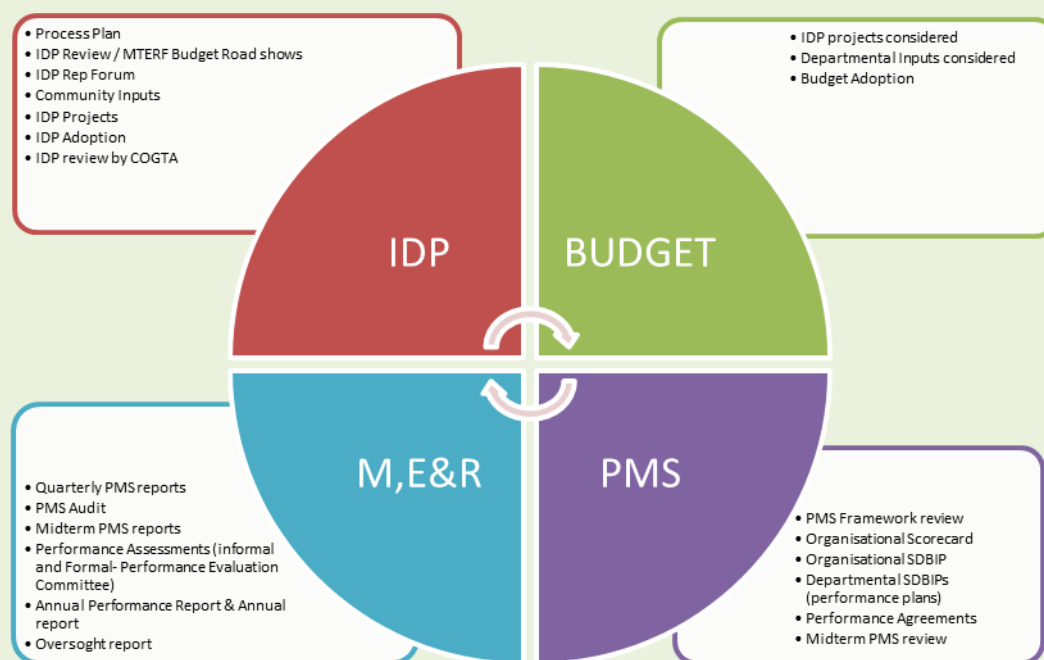 • Process Plan
• IDP Review / MTERF Budget Road shows
• IDP Rep Forum
• Community Inputs
• IDP Projects
• IDP Adoption
• IDP review by COGTA
• IDP projects considered
• Departmental Inputs considered
• Budget Adoption
IDP
BUDGET
M,E&R
PMS
• Quarterly PMS reports
• PMS Audit
• Midterm PMS reports
• Performance Assessments (informal
and Formal- Performance Evaluation
Committee)
• Annual Performance Report & Annual
report
• Oversoght report
• PMS Framework review
• Organisational Scorecard
• Organisational SDBIP
• Departmental SDBIPs
(performance plans)
• Performance Agreements
• Midterm PMS review